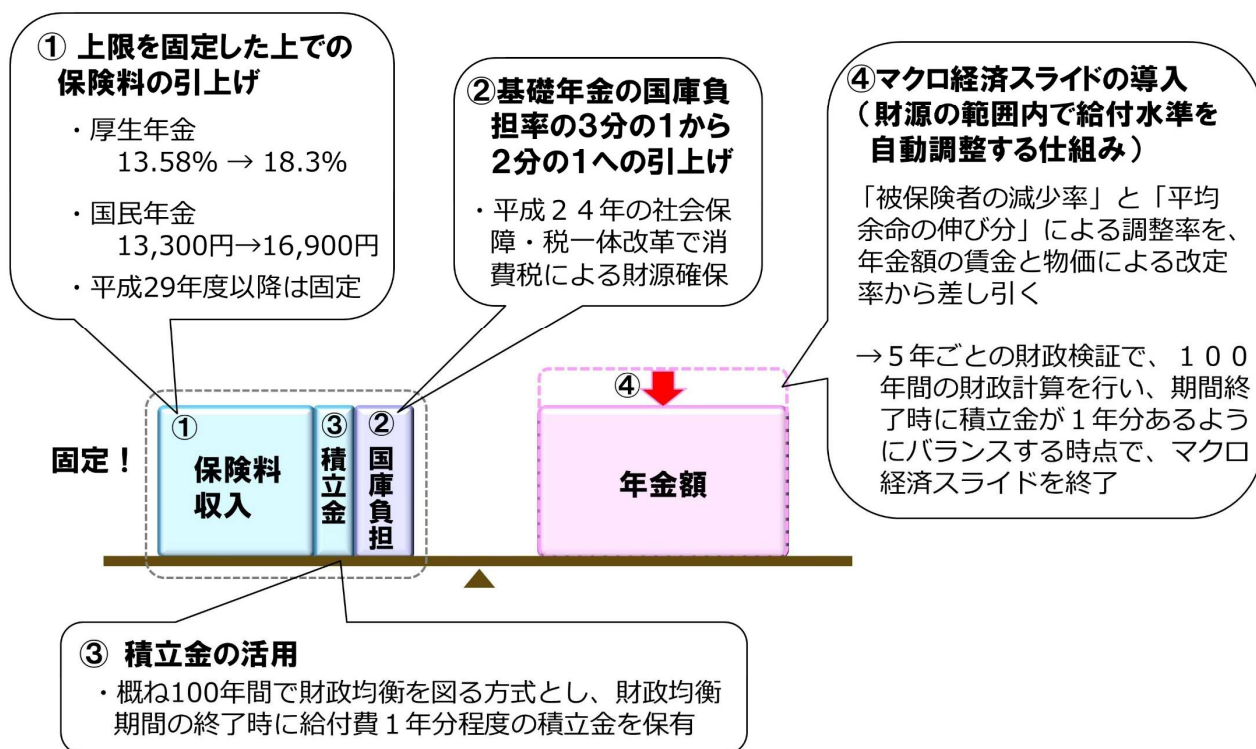 ① 上限を固定した上での
保険料の引上げ
・厚生年金
13.58% → 18.3%
・国民年金
13,300円→16,900円
・平成29年度以降は固定
②基礎年金の国庫負
担率の3分の1から
2分の1への引上げ
・平成２４年の社会保
障・税一体改革で消
費税による財源確保
④マクロ経済スライドの導入
（財源の範囲内で給付水準を
自動調整する仕組み）
「被保険者の減少率」と「平均
余命の伸び分」による調整率を、
年金額の賃金と物価による改定
率から差し引く
→５年ごとの財政検証で、１００
年間の財政計算を行い、期間終
了時に積立金が１年分あるよう
にバランスする時点で、マクロ
経済スライドを終了
固定！
①
保険料
収入
③
積立金
②
国庫負担
④
年金額
③ 積立金の活用
・概ね100年間で財政均衡を図る方式とし、財政均衡
期間の終了時に給付費１年分程度の積立金を保有